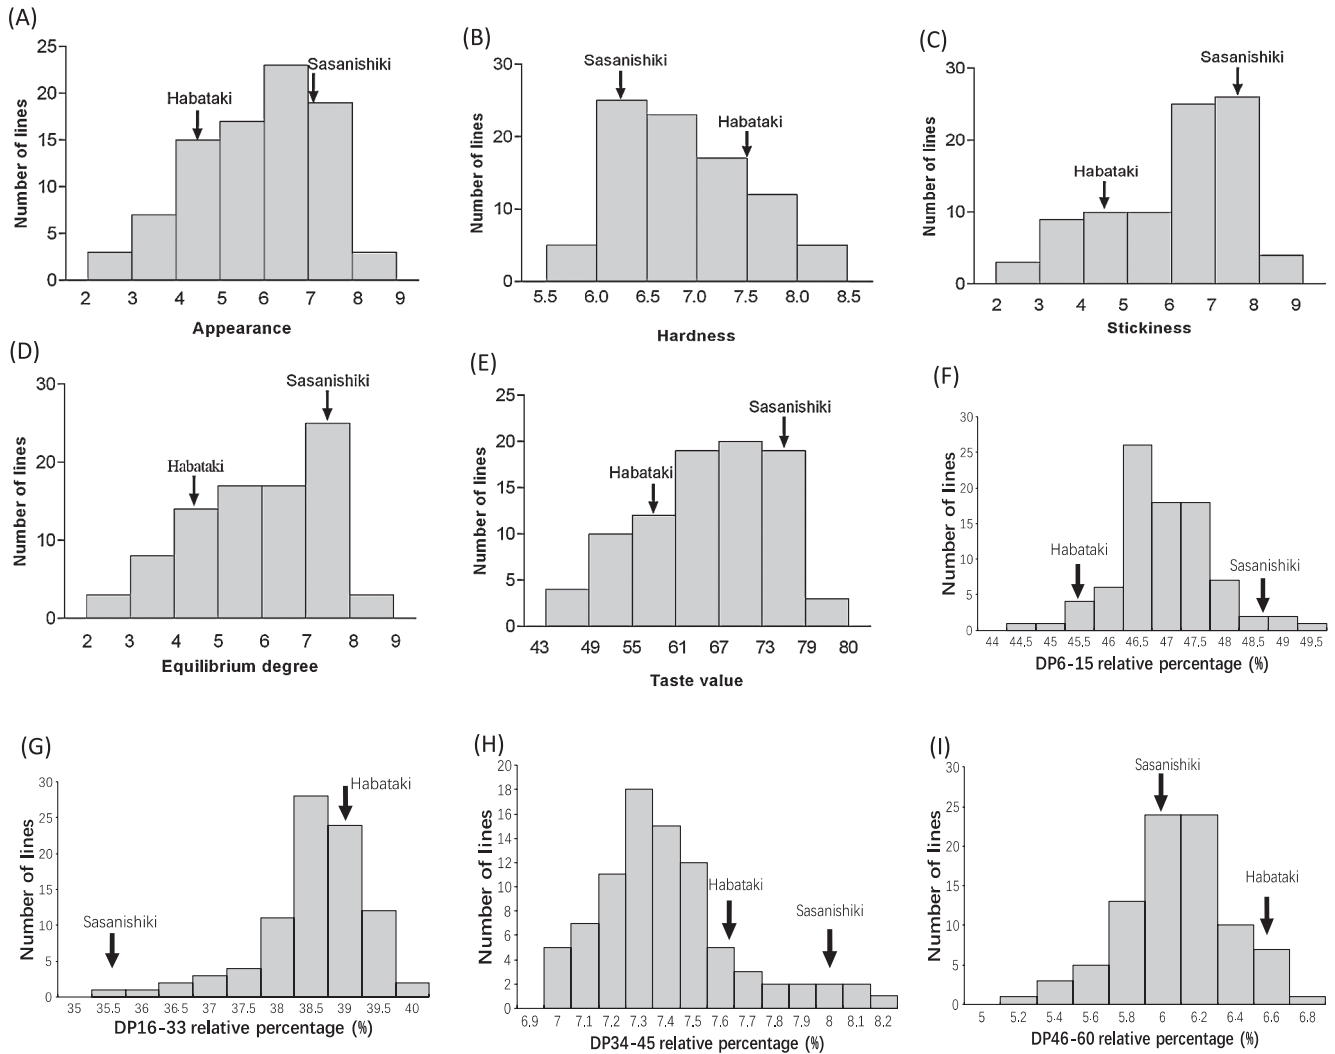 (A)
25
20
15
10
5
0
Number of lines
Habataki
Sasanishiki
2 3 4 5 6 7 8 9
Appearance
(B)
30
20
10
0
Number of lines
Sasanishiki
Habataki
5.5 6.0 6.5 7.0 7.5 8.0 8.5
Hardness
(C)
30
20
10
0
Number of lines
Habataki
Sasanishiki
2 3 4 5 6 7 8 9
Stickiness
(D)
30
20
10
0
Number of lines
Habataki
Sasanishiki
2 3 4 5 6 7 8 9
Equilibrium degree
(E)
25
20
15
10
5
0
Number of lines
Habataki
Sasanishiki
43 49 55 61 67 73 80
Taste value
(F)
30
25
20
15
10
5
0
Number of lines
Habataki
Sasanishiki
44 44.5 45 45.5 46 46.5 47 47.5 48 48.5 49 49.5
DP6-15 relative percentage (%)
(G)
30
25
20
15
10
5
0
Number of lines
Sasanishiki
Habataki
35 35.5 36 36.5 37 37.5 38 38.5 39 39.5 40
DP16-33 relative percentage (%)
(H)
20
18
16
14
12
10
8
6
4
2
0
Number of lines
Habataki
Sasanishiki
6.9 7 7.1 7.2 7.3 7.4 7.5 7.6 7.7 7.8 7.9 8 8.1 8.2
DP34-45 relative percentage (%)
(I)
30
25
20
15
10
5
0
Number of lines
Sasanishiki
Habataki
5 5.2 5.4 5.6 5.8 6 6.2 6.4 6.6 6.8
DP46-60 relative percentage (%)